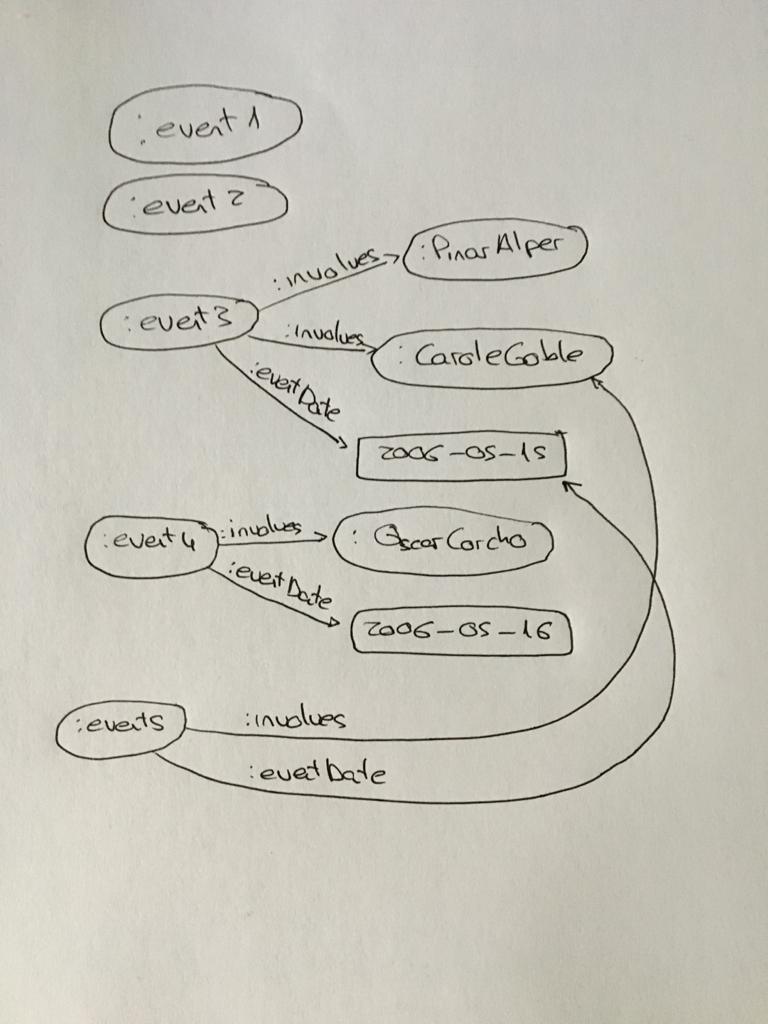 :event1
:event2
:involves
:PinarAlper
:event3
:involves
:CaroleGoble
:eventDate
2006-05-15
:event4
:involves
:OscarCorcho
:eventDate
2006-05-16
:event5
:involves
:eventDate